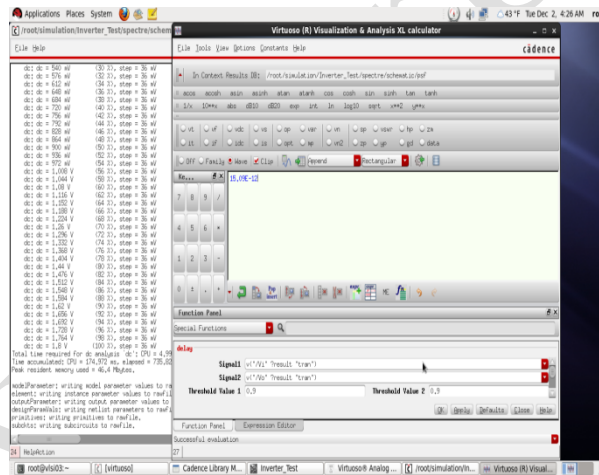 Applications Places System
43 °F Tue Dec 2, 4:26 AM
/root/simulation/Inverter_Test/spectre/schem
File Help
dc: dc = 540 mV (30 %), step = 36 mV
dc: dc = 576 mV (32 %), step = 36 mV
dc: dc = 612 mV (34 %), step = 36 mV
dc: dc = 648 mV (36 %), step = 36 mV
dc: dc = 684 mV (38 %), step = 36 mV
dc: dc = 720 mV (40 %), step = 36 mV
dc: dc = 756 mV (42 %), step = 36 mV
dc: dc = 792 mV (44 %), step = 36 mV
dc: dc = 828 mV (46 %), step = 36 mV
dc: dc = 864 mV (48 %), step = 36 mV
dc: dc = 900 mV (50 %), step = 36 mV
dc: dc = 936 mV (52 %), step = 36 mV
dc: dc = 972 mV (54 %), step = 36 mV
dc: dc = 1.008 V (56 %), step = 36 mV
dc: dc = 1.044 V (58 %), step = 36 mV
dc: dc = 1.08 V (60 %), step = 36 mV
dc: dc = 1.116 V (62 %), step = 36 mV
dc: dc = 1.152 V (64 %), step = 36 mV
dc: dc = 1.188 V (66 %), step = 36 mV
dc: dc = 1.224 V (68 %), step = 36 mV
dc: dc = 1.26 V (70 %), step = 36 mV
dc: dc = 1.296 V (72 %), step = 36 mV
dc: dc = 1.332 V (74 %), step = 36 mV
dc: dc = 1.368 V (76 %), step = 36 mV
dc: dc = 1.404 V (78 %), step = 36 mV
dc: dc = 1.44 V (80 %), step = 36 mV
dc: dc = 1.476 V (82 %), step = 36 mV
dc: dc = 1.512 V (84 %), step = 36 mV
dc: dc = 1.548 V (86 %), step = 36 mV
dc: dc = 1.584 V (88 %), step = 36 mV
dc: dc = 1.62 V (90 %), step = 36 mV
dc: dc = 1.656 V (92 %), step = 36 mV
dc: dc = 1.692 V (94 %), step = 36 mV
dc: dc = 1.728 V (96 %), step = 36 mV
dc: dc = 1.764 V (98 %), step = 36 mV
dc: dc = 1.8 V (100 %), step = 36 mV
Total time required for dc analysis `dc': CPU = 4.99
Time accumulated: CPU = 174.972 ms, elapsed = 735.82
Peak resident memory used = 46.4 Mbytes.
modelParameter: writing model parameter values to ra
element: writing instance parameter values to rawfil
outputParameter: writing output parameter values to
designParamVals: writing netlist parameters to rawfi
primitives: writing primitives to rawfile.
subckts: writing subcircuits to rawfile.
24 HelpAction
Virtuoso (R) Visualization & Analysis XL calculator
File Tools View Options Constants Help
cādence
In Context Results DB: /root/simulation/Inverter_Test/spectre/schematic/psf
acos acosh asin asinh atan atanh cos cosh sin sinh tan tanh
1/x 10**x abs dB10 dB20 exp int ln log10 sqrt x**2 y**x
vt vf vdc vs op var vn sp vswr hp zm
it if idc is opt mp vn2 zp yp gd data
Off Family Wave Clip Append Rectangular
Ke...
15.09E-12
7 8 9 /
4 5 6 *
1 2 3 -
0 ± . +
Function Panel
Special Functions
delay
Signal1 v("/Vi" ?result "tran")
Signal2 v("/Vo" ?result "tran")
Threshold Value 1 0.9 Threshold Value 2 0.9
OK Apply Defaults Close Help
Function Panel Expression Editor
Successful evaluation
27
root@vlsi03:~ [virtuoso] Cadence Library M... Inverter_Test Virtuoso® Analog ... /root/simulation/In... Virtuoso (R) Visual...